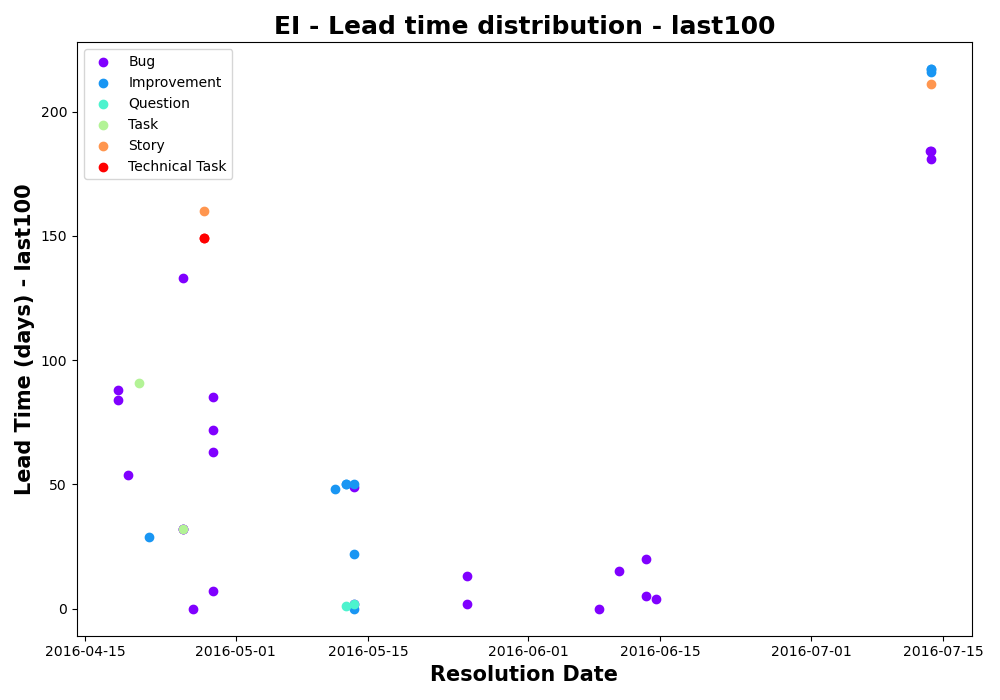 EI - Lead time distribution - last100
Bug
Improvement
Question
Task
Story
Technical Task
Lead Time (days) - last100
200
150
100
50
0
2016-04-15
2016-05-01
2016-05-15
2016-06-01
2016-06-15
2016-07-01
2016-07-15
Resolution Date